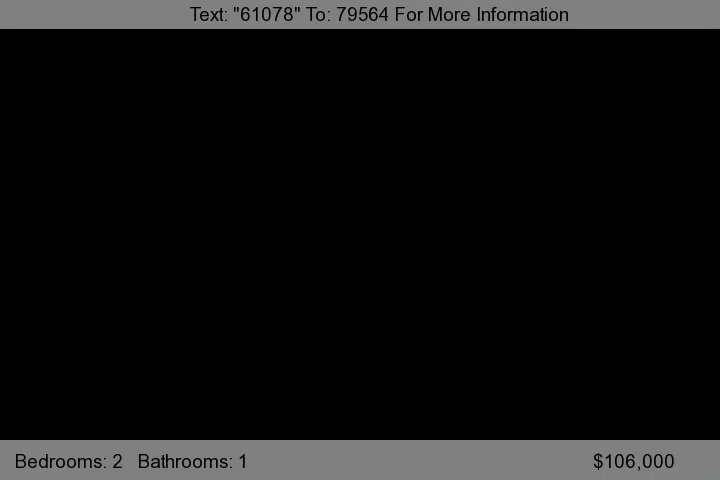 Text: "61078" To: 79564 For More Information
Bedrooms: 2 Bathrooms: 1 $106,000